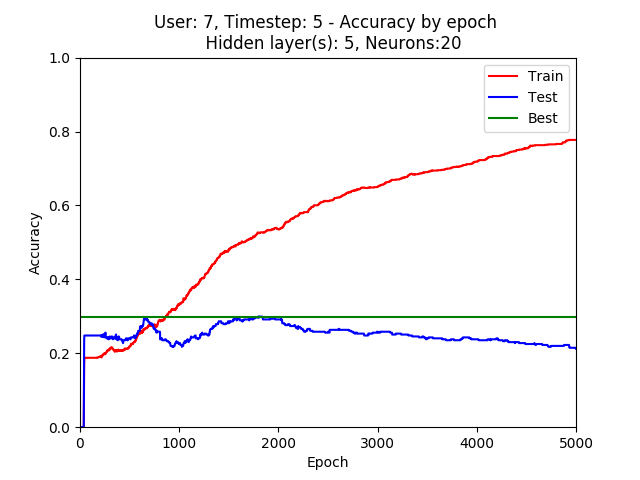 User: 7, Timestep: 5 - Accuracy by epoch
Hidden layer(s): 5, Neurons:20
Train
Test
Best
1.0
0.8
0.6
0.4
0.2
0.0
Accuracy
0
1000
2000
3000
4000
5000
Epoch